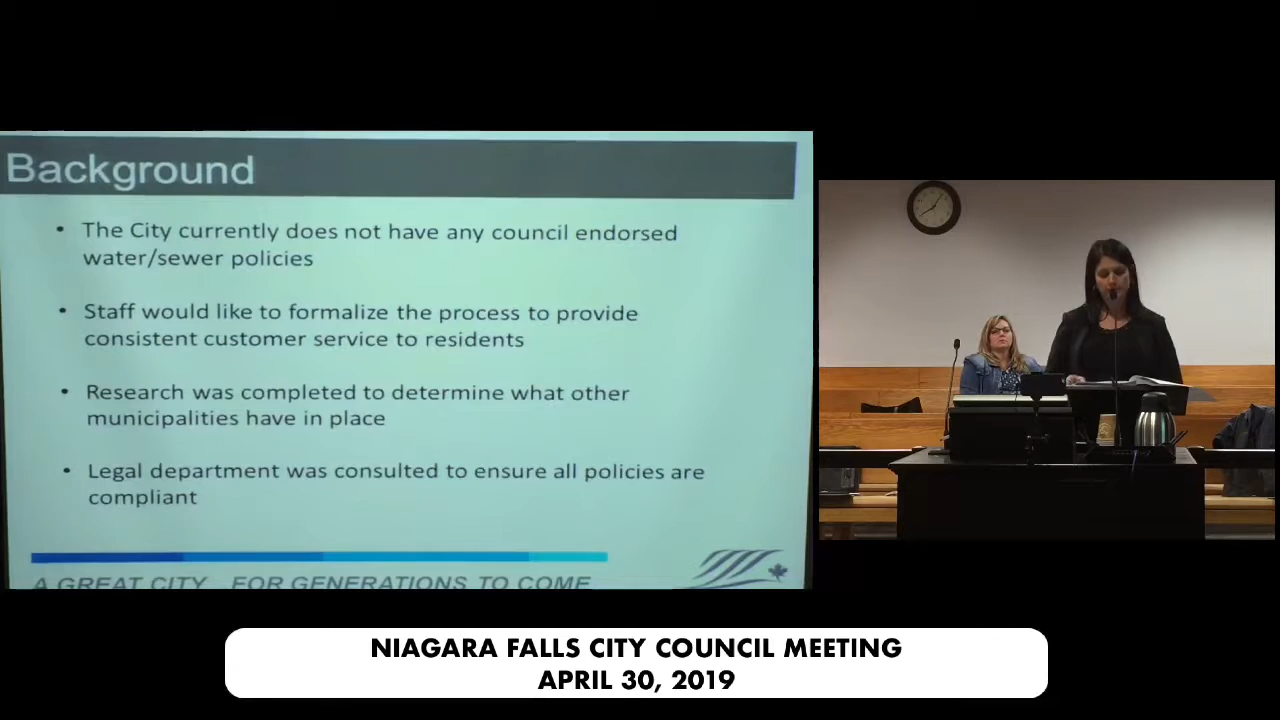 Background
• The City currently does not have any council endorsed
water/sewer policies
• Staff would like to formalize the process to provide
consistent customer service to residents
• Research was completed to determine what other
municipalities have in place
• Legal department was consulted to ensure all policies are
compliant
A GREAT CITY...FOR GENERATIONS TO COME
NIAGARA FALLS CITY COUNCIL MEETING
APRIL 30, 2019